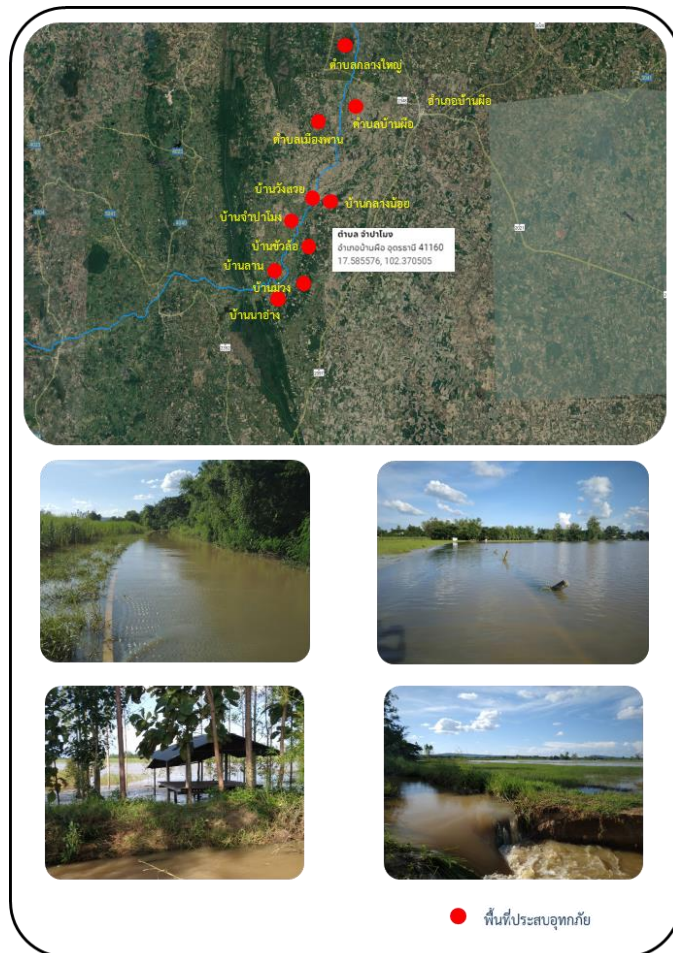 ตำบลกลางใหญ่
อำเภอบ้านผือ
ตำบลบ้านผือ
ตำบลเมืองพาน
บ้านวังสวย
บ้านกลางน้อย
บ้านจำปาโมง
ตำบล จำปาโมง
อำเภอบ้านผือ อุดรธานี 41160
17.585576, 102.370505
บ้านขัวล้อ
บ้านลาน
บ้านม่วง
บ้านนาอ่าง
พื้นที่ประสบอุทกภัย